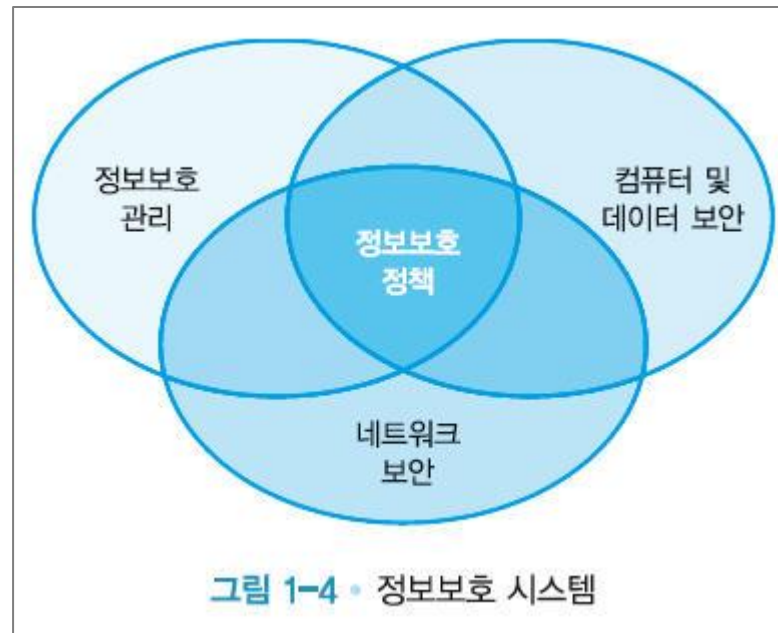 정보보호
관리
컴퓨터 및
데이터 보안
정보보호
정책
네트워크
보안
그림 1-4 • 정보보호 시스템